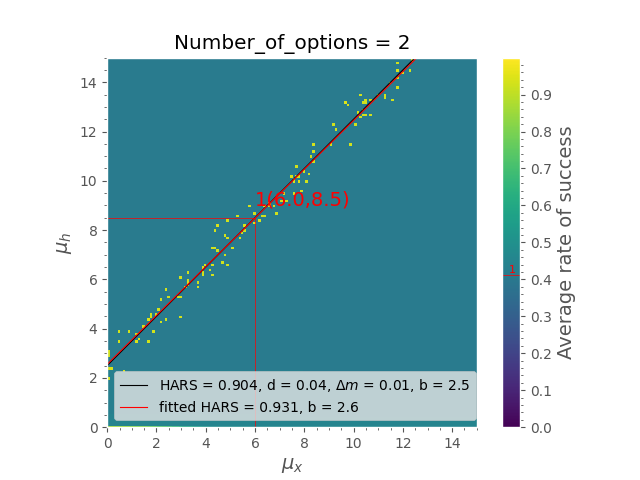 Number_of_options = 2
14
12
10
8
6
4
2
0
μh
1(6.0,8.5)
HARS = 0.904, d = 0.04, Δm = 0.01, b = 2.5
fitted HARS = 0.931, b = 2.6
0 2 4 6 8 10 12 14
μx
0.9
0.8
0.7
0.6
0.5
1
0.4
0.3
0.2
0.1
0.0
Average rate of success